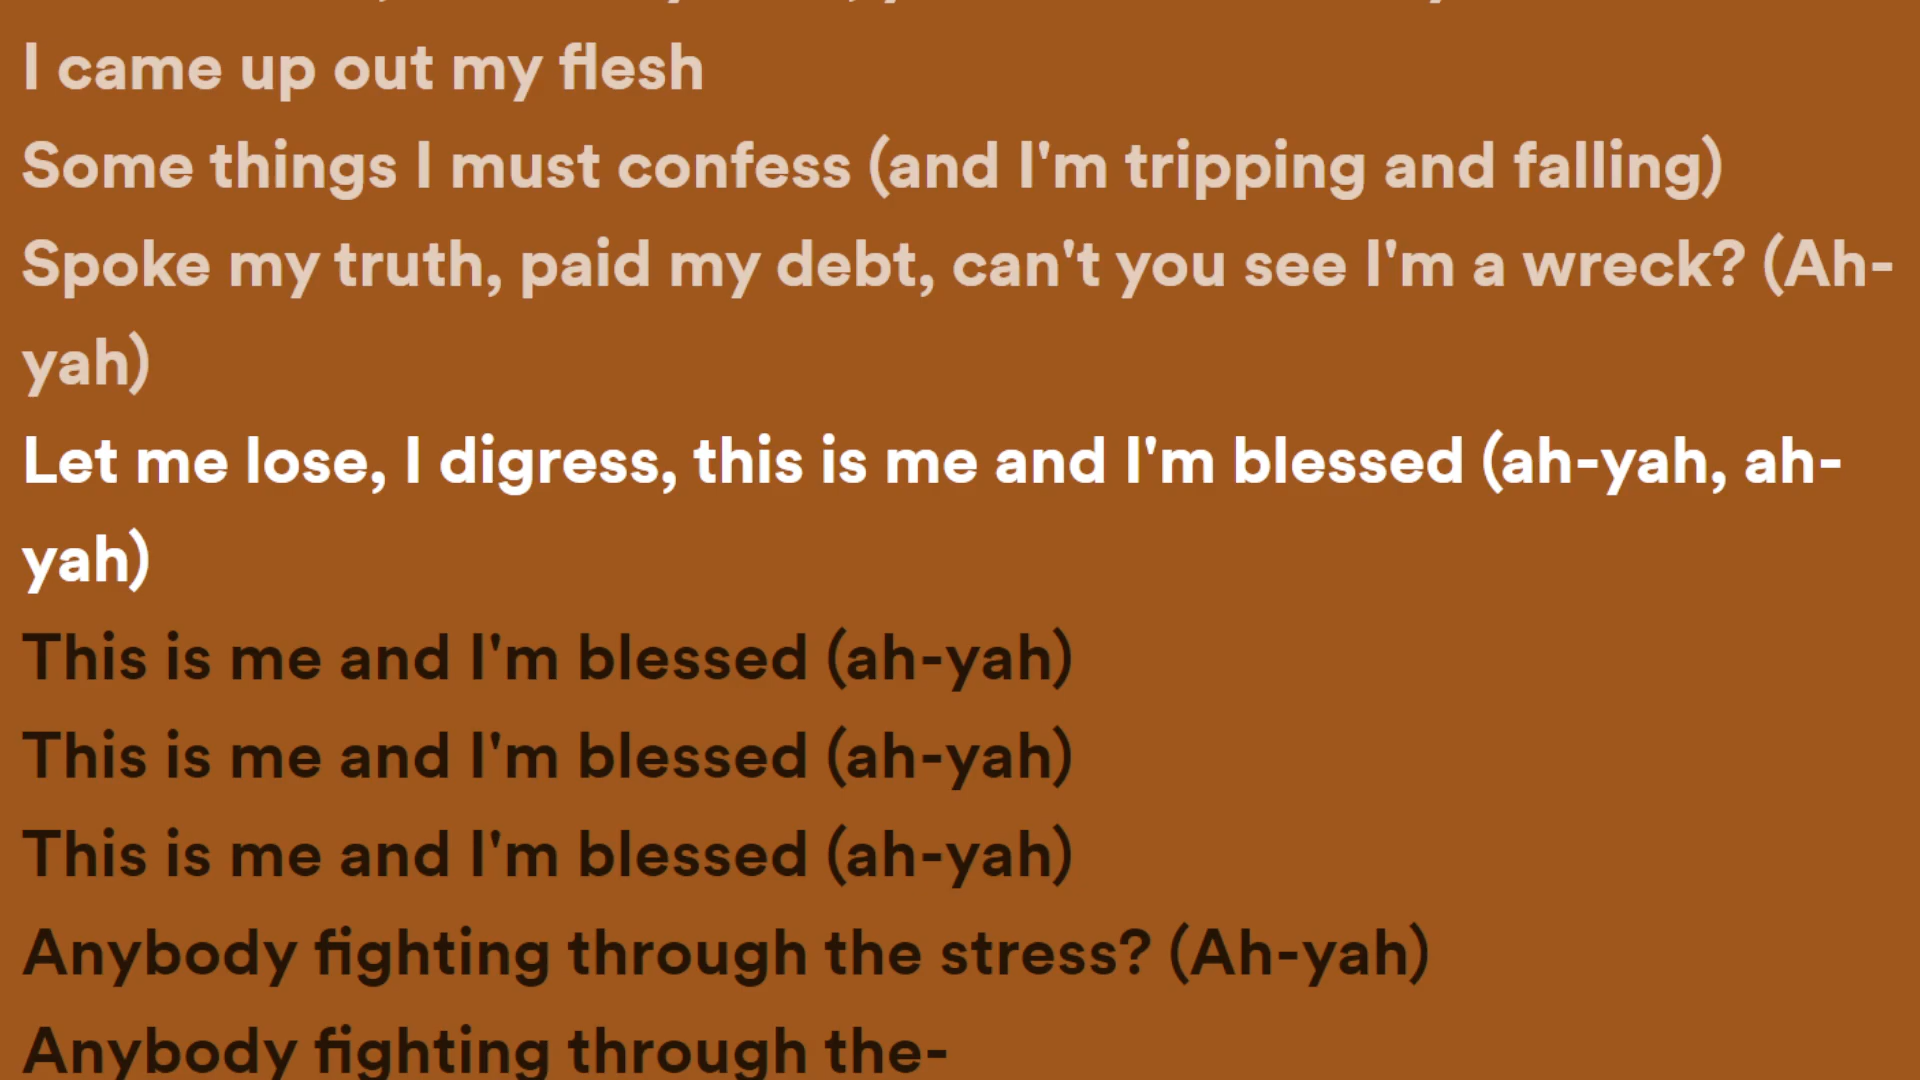 I came up out my flesh
Some things I must confess (and I'm tripping and falling)
Spoke my truth, paid my debt, can't you see I'm a wreck? (Ah-
yah)
Let me lose, I digress, this is me and I'm blessed (ah-yah, ah-
yah)
This is me and I'm blessed (ah-yah)
This is me and I'm blessed (ah-yah)
This is me and I'm blessed (ah-yah)
Anybody fighting through the stress? (Ah-yah)
Anybody fighting through the-